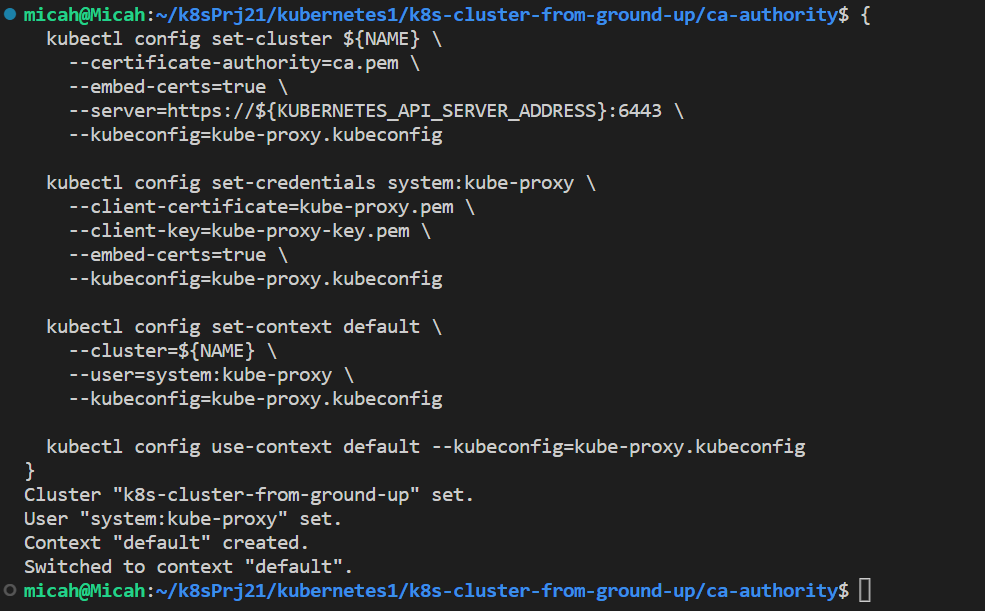 micah@Micah:~/k8sPrj21/kubernetes1/k8s-cluster-from-ground-up/ca-authority$ {
  kubectl config set-cluster ${NAME} \
    --certificate-authority=ca.pem \
    --embed-certs=true \
    --server=https://${KUBERNETES_API_SERVER_ADDRESS}:6443 \
    --kubeconfig=kube-proxy.kubeconfig

  kubectl config set-credentials system:kube-proxy \
    --client-certificate=kube-proxy.pem \
    --client-key=kube-proxy-key.pem \
    --embed-certs=true \
    --kubeconfig=kube-proxy.kubeconfig

  kubectl config set-context default \
    --cluster=${NAME} \
    --user=system:kube-proxy \
    --kubeconfig=kube-proxy.kubeconfig

  kubectl config use-context default --kubeconfig=kube-proxy.kubeconfig
}
Cluster "k8s-cluster-from-ground-up" set.
User "system:kube-proxy" set.
Context "default" created.
Switched to context "default".
micah@Micah:~/k8sPrj21/kubernetes1/k8s-cluster-from-ground-up/ca-authority$